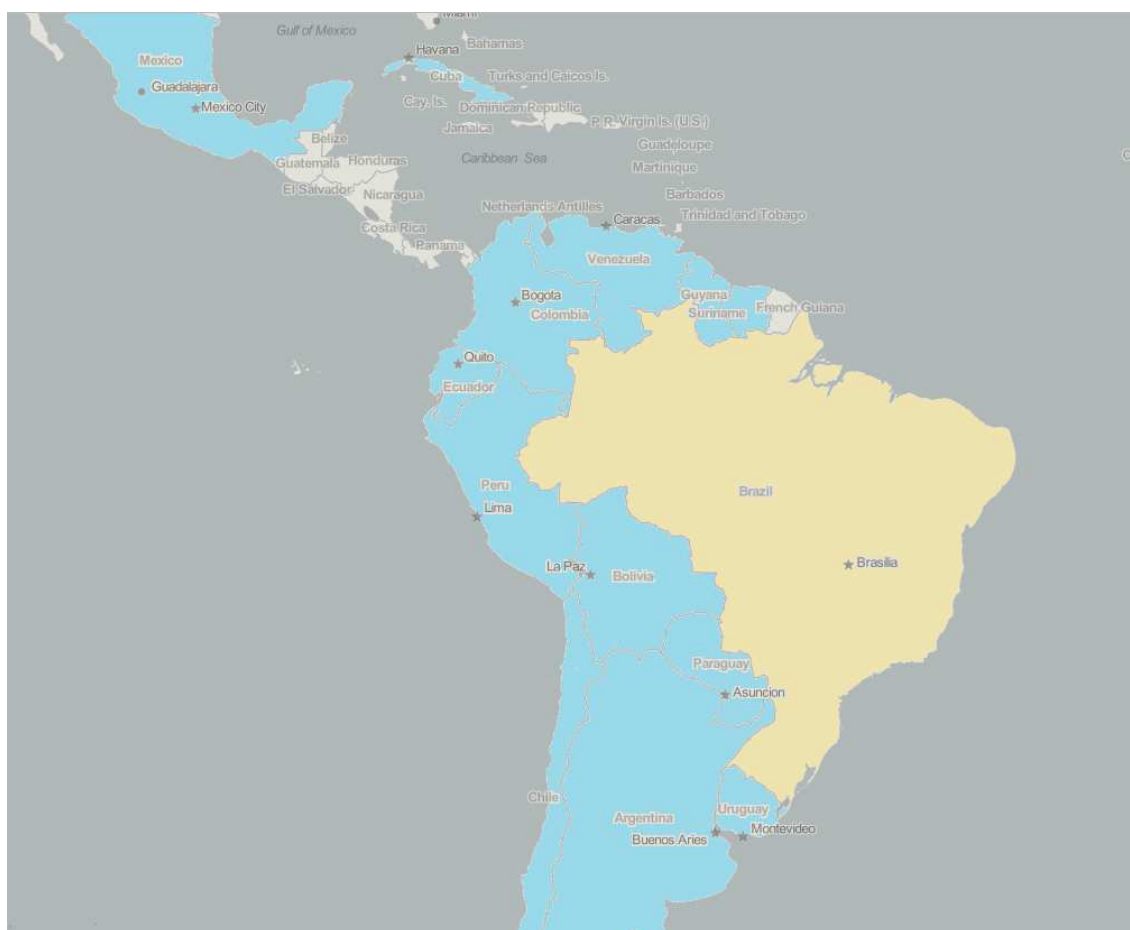 Miami
Gulf of Mexico
Bahamas
Havana
Mexico
Cuba
Turks and Caicos Is.
Guadalajara
Mexico City
Cay. Is.
Dominican Republic
P.R.
Virgin Is. (U.S.)
Jamaica
Belize
Guadeloupe
Caribbean Sea
Guatemala
Honduras
Martinique
El Salvador
Nicaragua
Barbados
Netherlands Antilles
Caracas
Trinidad and Tobago
Costa Rica
Panama
Venezuela
Bogota
Guyana
Colombia
Suriname
French Guiana
Quito
Ecuador
Peru
Brazil
Lima
La Paz
Bolivia
Brasilia
Paraguay
Asuncion
Chile
Argentina
Uruguay
Buenos Aries
Montevideo